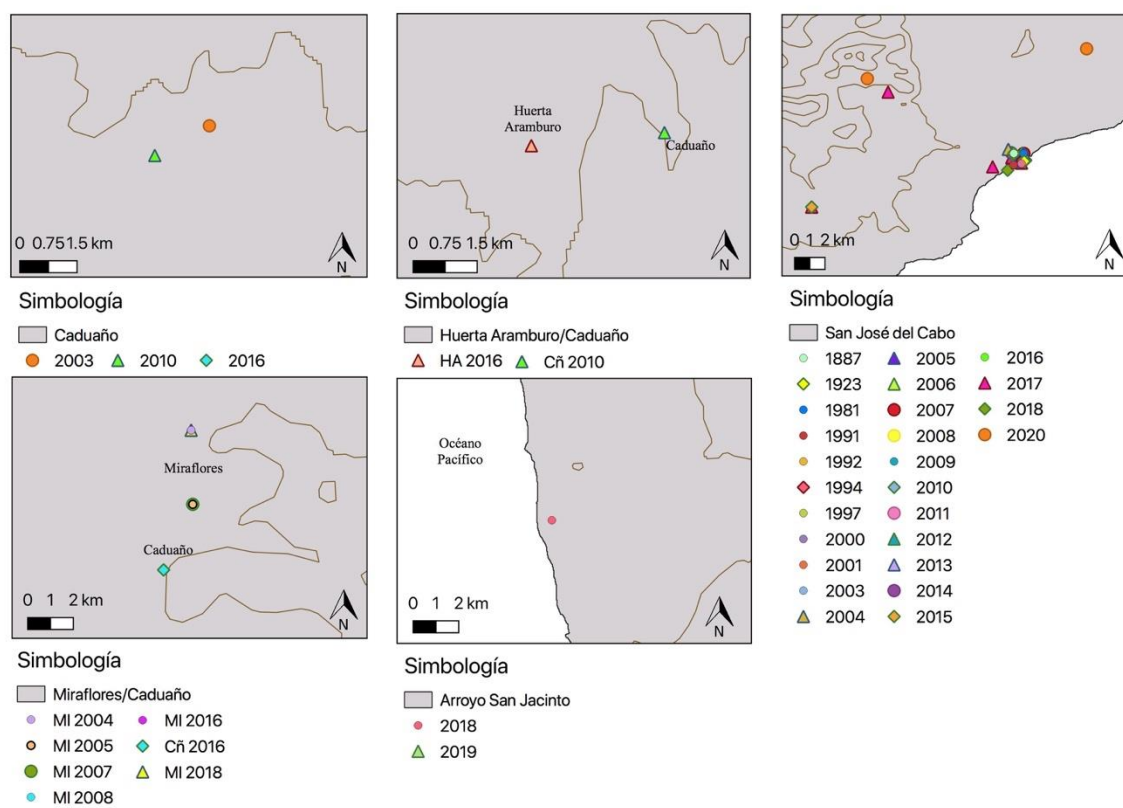 0 0.75 1.5 km
N
Simbología
Caduaño
2003 2010 2016
Huerta
Aramburo
Caduaño
0 0.75 1.5 km
N
Simbología
Huerta Aramburo/Caduaño
HA 2016 Cñ 2010
0 1 2 km
N
Simbología
San José del Cabo
1887 2005 2016
1923 2006 2017
1981 2007 2018
1991 2008 2020
1992 2009
1994 2010
1997 2011
2000 2012
2001 2013
2003 2014
2004 2015
Miraflores
Caduaño
0 1 2 km
N
Simbología
Miraflores/Caduaño
MI 2004 MI 2016
MI 2005 Cñ 2016
MI 2007 MI 2018
MI 2008
Océano
Pacífico
0 1 2 km
N
Simbología
Arroyo San Jacinto
2018
2019